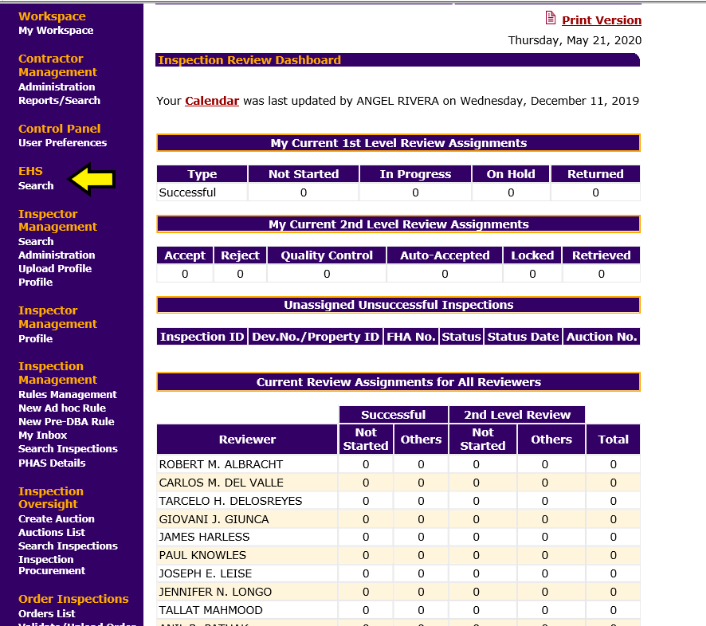 Workspace
My Workspace
Contractor
Management
Administration
Reports/Search
Control Panel
User Preferences
EHS
Search
Inspector
Management
Search
Administration
Upload Profile
Profile
Inspector
Management
Profile
Inspection
Management
Rules Management
New Ad hoc Rule
New Pre-DBA Rule
My Inbox
Search Inspections
PHAS Details
Inspection
Oversight
Create Auction
Auctions List
Search Inspections
Inspection
Procurement
Order Inspections
Orders List
Validate/Upload Order
Print Version
Thursday, May 21, 2020
Inspection Review Dashboard
Your Calendar was last updated by ANGEL RIVERA on Wednesday, December 11, 2019
My Current 1st Level Review Assignments
Type Not Started In Progress On Hold Returned
Successful 0 0 0 0
My Current 2nd Level Review Assignments
Accept Reject Quality Control Auto-Accepted Locked Retrieved
0 0 0 0 0 0
Unassigned Unsuccessful Inspections
Inspection ID Dev.No./Property ID FHA No. Status Status Date Auction No.
Current Review Assignments for All Reviewers
Successful 2nd Level Review
Reviewer Not Started Others Not Started Others Total
ROBERT M. ALBRACHT 0 0 0 0 0
CARLOS M. DEL VALLE 0 0 0 0 0
TARCELO H. DELOSREYES 0 0 0 0 0
GIOVANI J. GIUNCA 0 0 0 0 0
JAMES HARLESS 0 0 0 0 0
PAUL KNOWLES 0 0 0 0 0
JOSEPH E. LEISE 0 0 0 0 0
JENNIFER N. LONGO 0 0 0 0 0
TALLAT MAHMOOD 0 0 0 0 0